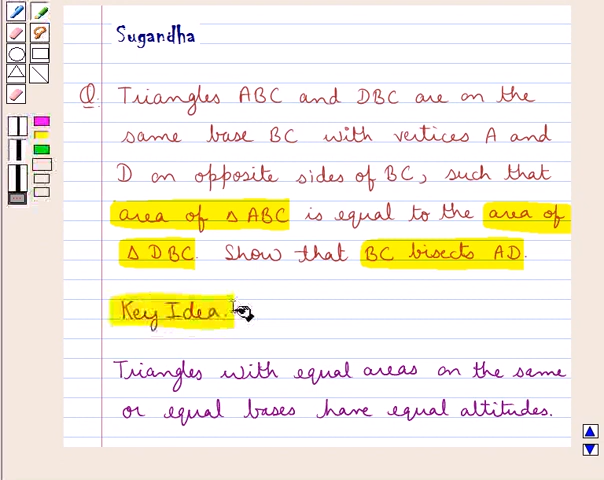 Sugandha
Q. Triangles ABC and DBC are on the
same base BC with vertices A and
D on opposite sides of BC, such that
area of △ ABC is equal to the area of
△ DBC. Show that BC bisects AD.
Key Idea.
Triangles with equal areas on the same
or equal bases have equal altitudes.